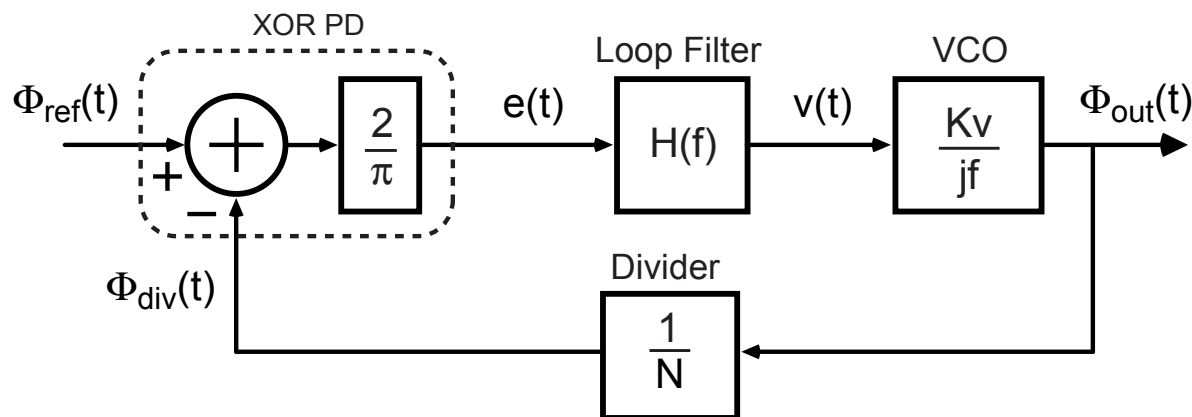 XOR PD
Loop Filter
VCO
Φref(t)
+
2
π
e(t)
H(f)
v(t)
Kv
jf
Φout(t)
+
−
Φdiv(t)
Divider
1
N